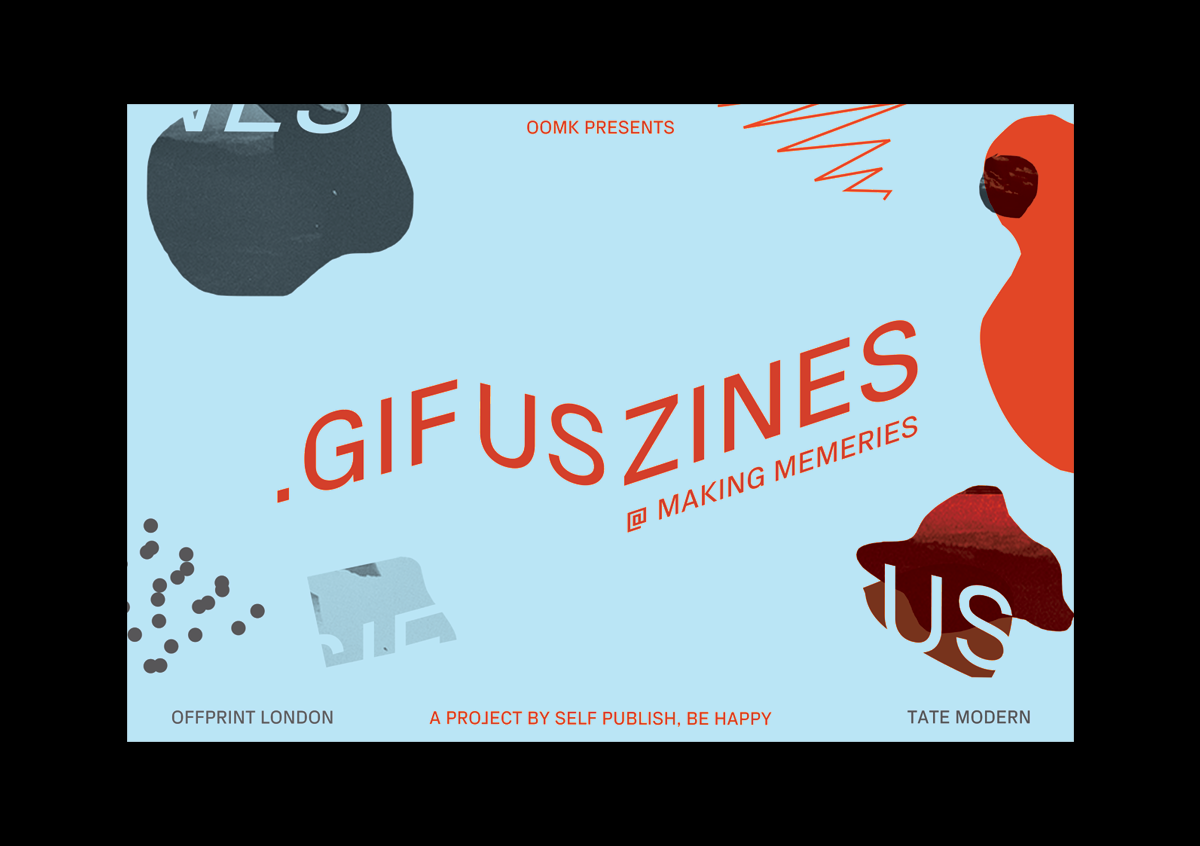 OOMK PRESENTS
.GIF US ZINES
@ MAKING MEMERIES
US
OFFPRINT LONDON
A PROJECT BY SELF PUBLISH, BE HAPPY
TATE MODERN